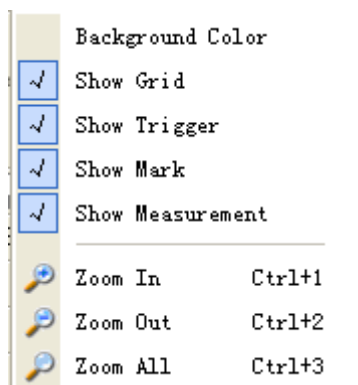 Background Color
Show Grid
Show Trigger
Show Mark
Show Measurement
Zoom In Ctrl+1
Zoom Out Ctrl+2
Zoom All Ctrl+3